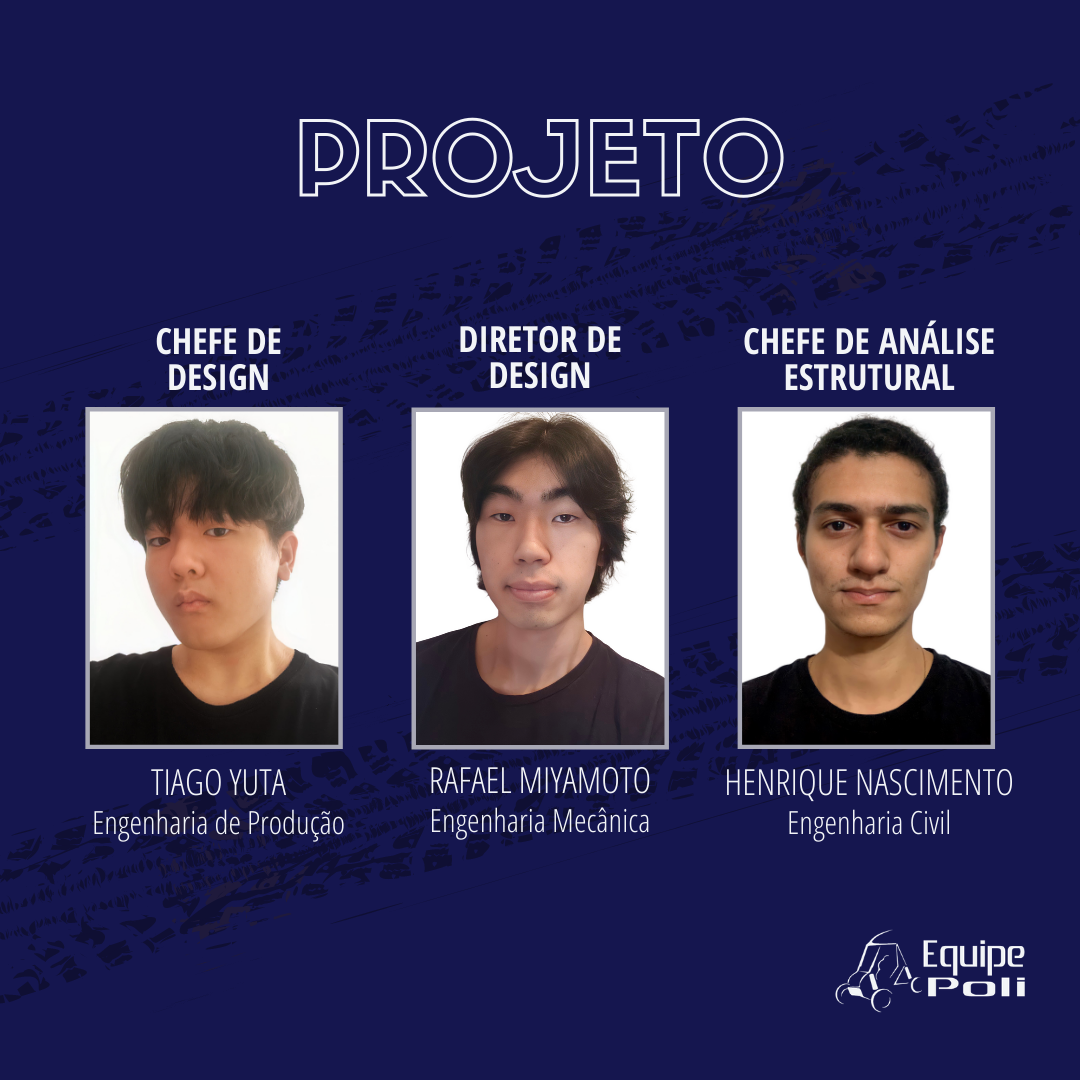 PROJETO
CHEFE DE
DESIGN
DIRETOR DE
DESIGN
CHEFE DE ANÁLISE
ESTRUTURAL
TIAGO YUTA
Engenharia de Produção
RAFAEL MIYAMOTO
Engenharia Mecânica
HENRIQUE NASCIMENTO
Engenharia Civil
Equipe
Poli